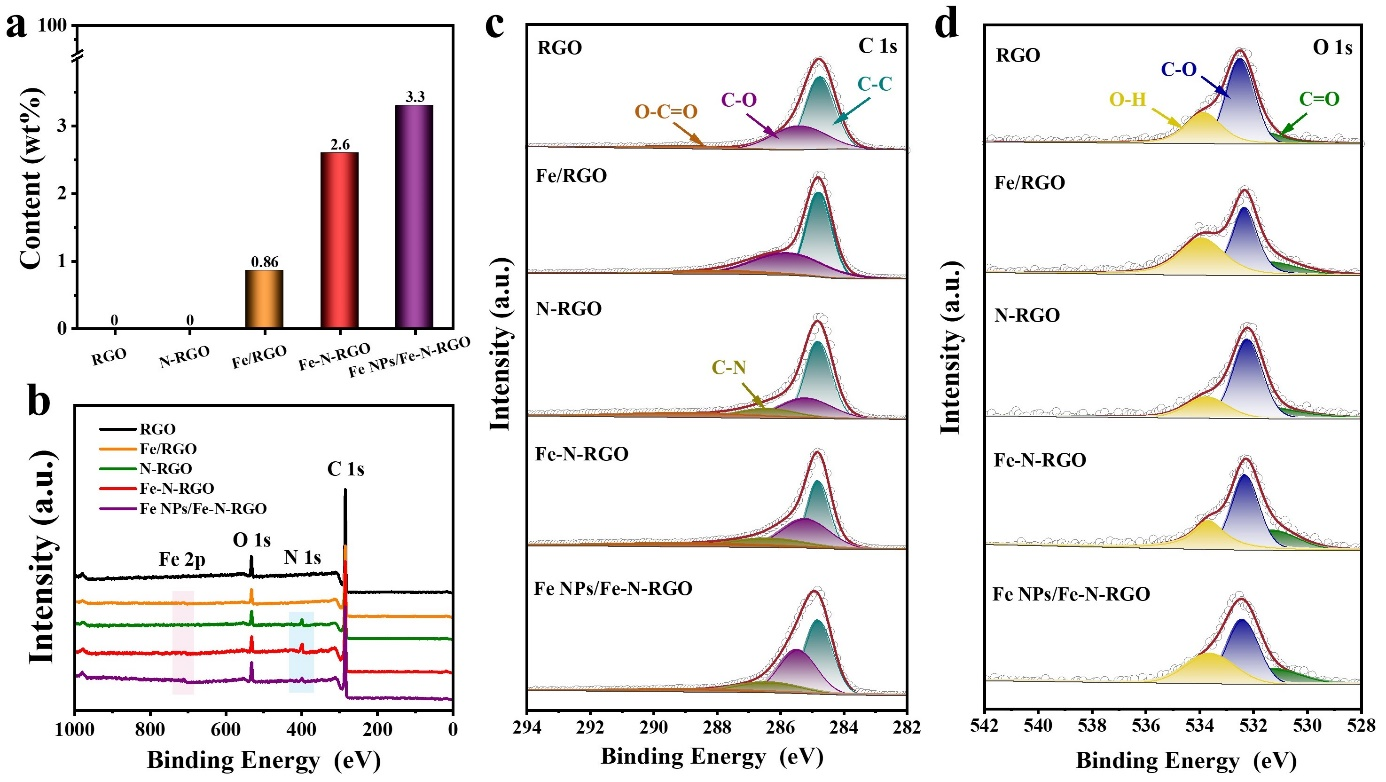 a
100
3
2
1
0
Content (wt%)
0
0
0.86
2.6
3.3
RGO
N-RGO
Fe/RGO
Fe-N-RGO
Fe NPs/Fe-N-RGO
b
RGO
Fe/RGO
N-RGO
Fe-N-RGO
Fe NPs/Fe-N-RGO
C 1s
O 1s
N 1s
Fe 2p
Intensity (a.u.)
1000 800 600 400 200 0
Binding Energy (eV)
c
RGO
C 1s
O-C=O
C-O
C-C
Fe/RGO
N-RGO
C-N
Fe-N-RGO
Fe NPs/Fe-N-RGO
Intensity (a.u.)
294 292 290 288 286 284 282
Binding Energy (eV)
d
RGO
O 1s
C-O
O-H
C=O
Fe/RGO
N-RGO
Fe-N-RGO
Fe NPs/Fe-N-RGO
Intensity (a.u.)
542 540 538 536 534 532 530 528
Binding Energy (eV)